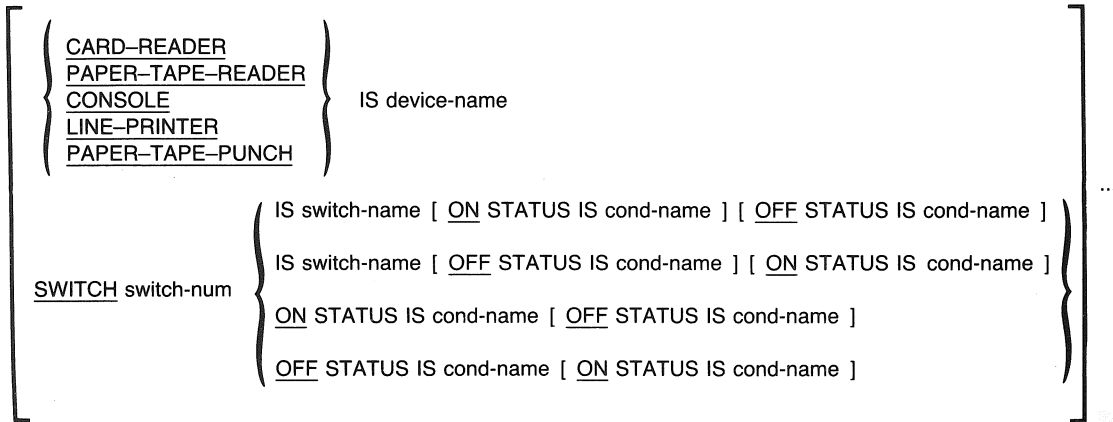 CARD–READER
PAPER–TAPE–READER
CONSOLE
LINE–PRINTER
PAPER–TAPE–PUNCH
IS device-name
...
SWITCH switch-num
IS switch-name [ ON STATUS IS cond-name ] [ OFF STATUS IS cond-name ]
IS switch-name [ OFF STATUS IS cond-name ] [ ON STATUS IS cond-name ]
ON STATUS IS cond-name [ OFF STATUS IS cond-name ]
OFF STATUS IS cond-name [ ON STATUS IS cond-name ]